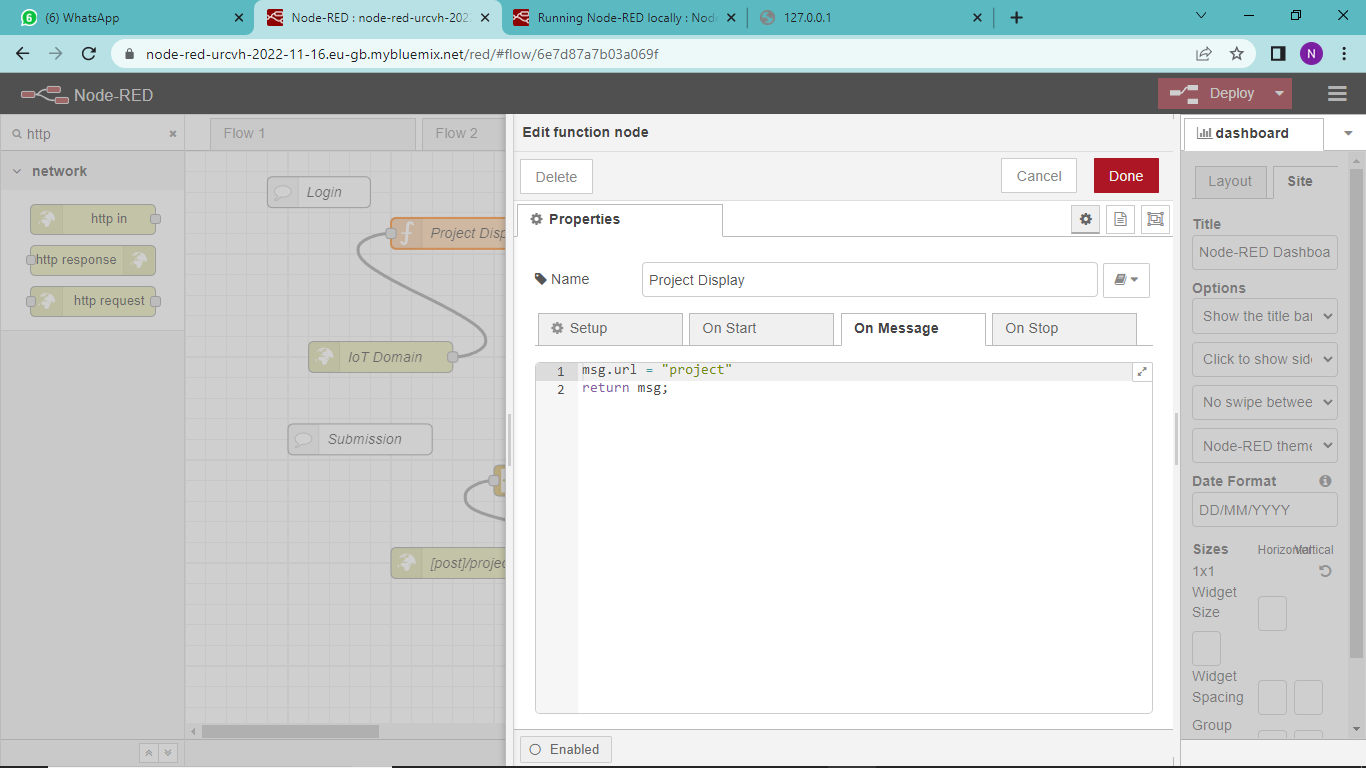 6
(6) WhatsApp
Node-RED : node-red-urcvh-202
Running Node-RED locally : Nod
127.0.0.1
node-red-urcvh-2022-11-16.eu-gb.mybluemix.net/red/#flow/6e7d87a7b03a069f
N
Node-RED
Deploy
http
network
http in
http response
http request
Flow 1
Flow 2
Login
Project Disp
IoT Domain
Submission
[post]/projec
Edit function node
Delete
Cancel
Done
Properties
Name
Project Display
Setup
On Start
On Message
On Stop
1 msg.url = "project"
2 return msg;
Enabled
dashboard
Layout
Site
Title
Node-RED Dashboa
Options
Show the title bar
Click to show side
No swipe betwee
Node-RED theme
Date Format
DD/MM/YYYY
Sizes
Horizontal
Vertical
1x1
Widget
Size
Widget
Spacing
Group